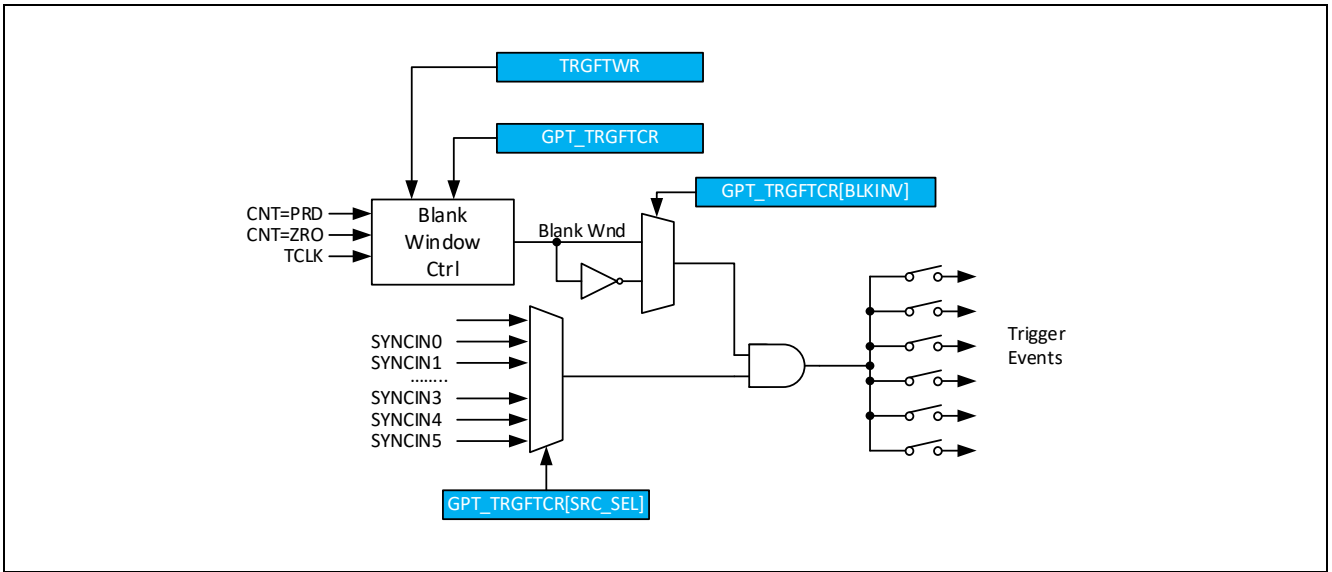 TRGFTWR
GPT_TRGFTCR
GPT_TRGFTCR[BLKINV]
CNT=PRD
CNT=ZRO
TCLK
Blank
Window
Ctrl
Blank Wnd
SYNCIN0
SYNCIN1
........
SYNCIN3
SYNCIN4
SYNCIN5
Trigger
Events
GPT_TRGFTCR[SRC_SEL]